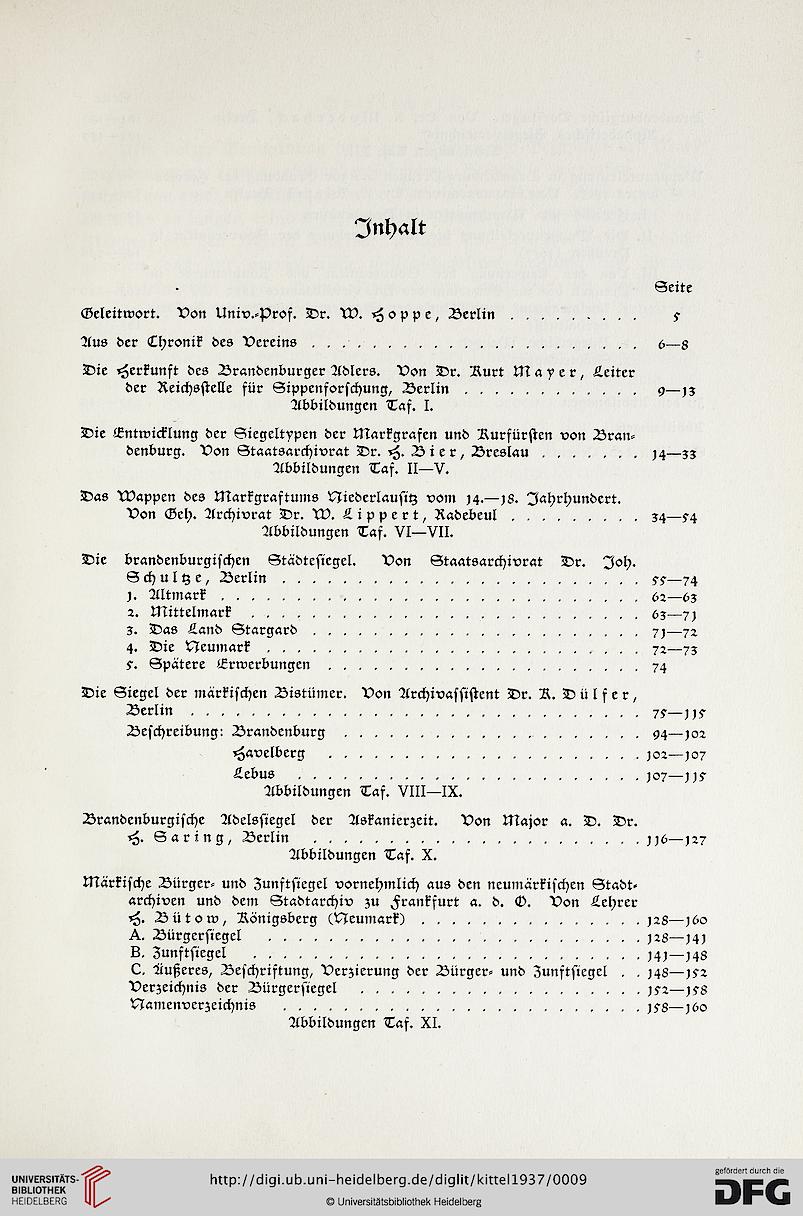 Inhalt
Seite
Geleitwort. Von Univ.-Prof. Dr. W. Hoppe, Berlin . . . . . . . . . 5
Aus der Chronik des Vereins . . . . . . . . . . . . . . . . . . . . . . 6—8
Die Herkunft des Brandenburger Adlers. Von Dr. Kurt Mayer, Leiter
der Reichsstelle für Sippenforschung, Berlin . . . . . . . . . . . . 9—13
Abbildungen Taf. I.
Die Entwicklung der Siegeltypen der Markgrafen und Kurfürsten von Bran-
denburg. Von Staatsarchivrat Dr. H. Bier, Breslau . . . . . . . 14—33
Abbildungen Taf. II—V.
Das Wappen des Markgraftums Niederlausitz vom 14.—18. Jahrhundert.
Von Geh. Archivrat Dr. W. Lippert, Radebeul . . . . . . . . . 34—54
Abbildungen Taf. VI—VII.
Die brandenburgischen Städtesiegel. Von Staatsarchivrat Dr. Joh.
Schultze, Berlin . . . . . . . . . . . . . . . . . . . . . . . . 55—74
1. Altmark . . . . . . . . . . . . . . . . . . . . . . . . . . . . 62—63
2. Mittelmark . . . . . . . . . . . . . . . . . . . . . . . . . . 63—71
3. Das Land Stargard . . . . . . . . . . . . . . . . . . . . . . 71—72
4. Die Neumark . . . . . . . . . . . . . . . . . . . . . . . . . 72—73
5. Spätere Erwerbungen . . . . . . . . . . . . . . . . . . . . . 74
Die Siegel der märkischen Bistümer. Von Archivassistent Dr. K. Dülfer,
Berlin . . . . . . . . . . . . . . . . . . . . . . . . . . . . . . 75—115
Beschreibung: Brandenburg . . . . . . . . . . . . . . . . . . . . 94—102
Havelberg . . . . . . . . . . . . . . . . . . . . . 102—107
Lebus . . . . . . . . . . . . . . . . . . . . . . . 107—115
Abbildungen Taf. VIII—IX.
Brandenburgische Adelssiegel der Askanierzeit. Von Major a. D. Dr.
H. Saring, Berlin . . . . . . . . . . . . . . . . . . . . . . 116—127
Abbildungen Taf. X.
Märkische Bürger- und Zunftsiegel vornehmlich aus den neumärkischen Stadt-
archiven und dem Stadtarchiv zu Frankfurt a. d. O. Von Lehrer
H. Bütow, Königsberg (Neumark) . . . . . . . . . . . . . . . 128—160
A. Bürgersiegel . . . . . . . . . . . . . . . . . . . . . . . . . 128—141
B. Zunftsiegel . . . . . . . . . . . . . . . . . . . . . . . . . . 141—148
C. Äußeres, Beschriftung, Verzierung der Bürger- und Zunftsiegel . . 148—152
Verzeichnis der Bürgersiegel . . . . . . . . . . . . . . . . . . . 152—158
Namenverzeichnis . . . . . . . . . . . . . . . . . . . . . . . . 158—160
Abbildungen Taf. XI.
UNIVERSITÄTS-
BIBLIOTHEK
HEIDELBERG
http://digi.ub.uni-heidelberg.de/diglit/kittel1937/0009
© Universitätsbibliothek Heidelberg
gefördert durch die
DFG